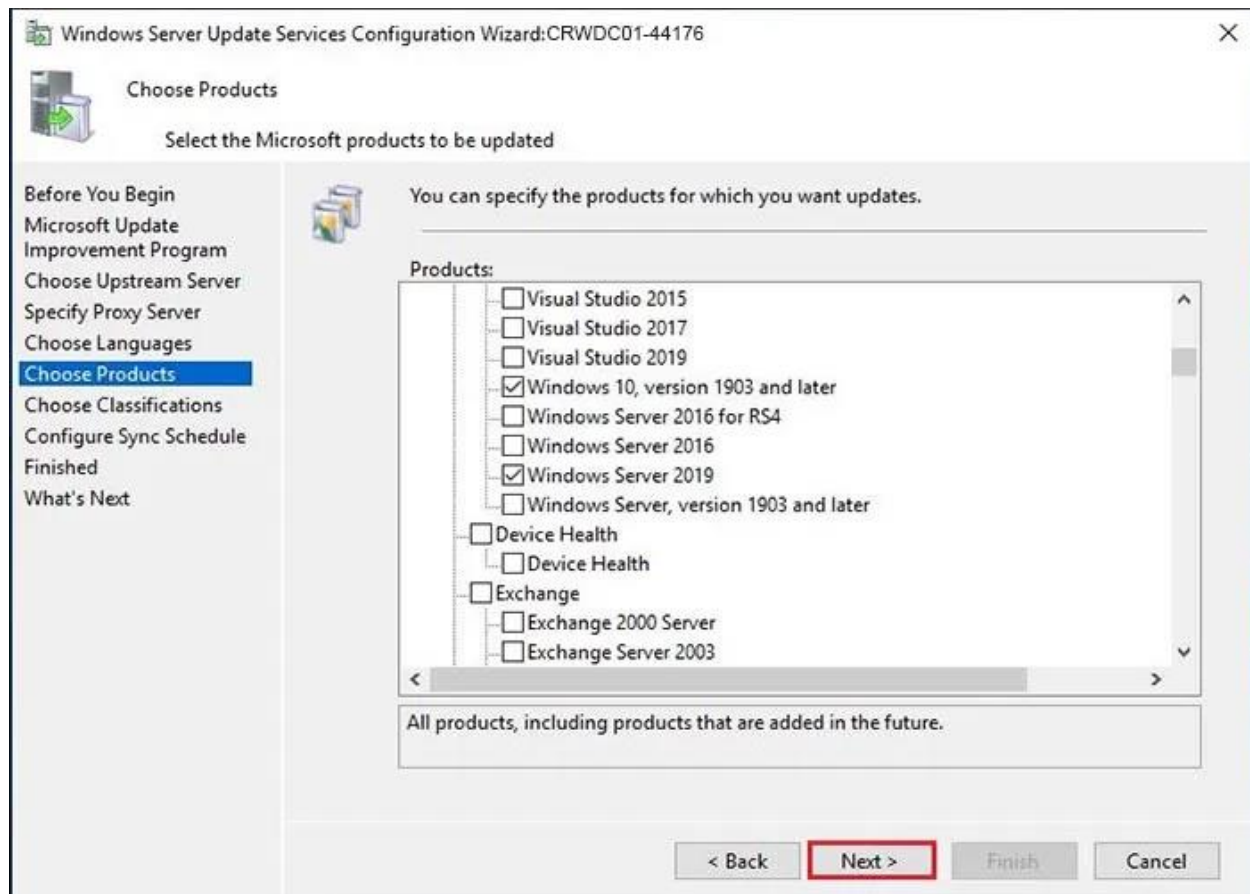 Windows Server Update Services Configuration Wizard:CRWDC01-44176
Choose Products
Select the Microsoft products to be updated
Before You Begin
Microsoft Update
Improvement Program
Choose Upstream Server
Specify Proxy Server
Choose Languages
Choose Products
Choose Classifications
Configure Sync Schedule
Finished
What's Next
You can specify the products for which you want updates.
Products:
Visual Studio 2015
Visual Studio 2017
Visual Studio 2019
Windows 10, version 1903 and later
Windows Server 2016 for RS4
Windows Server 2016
Windows Server 2019
Windows Server, version 1903 and later
Device Health
Device Health
Exchange
Exchange 2000 Server
Exchange Server 2003
All products, including products that are added in the future.
< Back Next > Finish Cancel